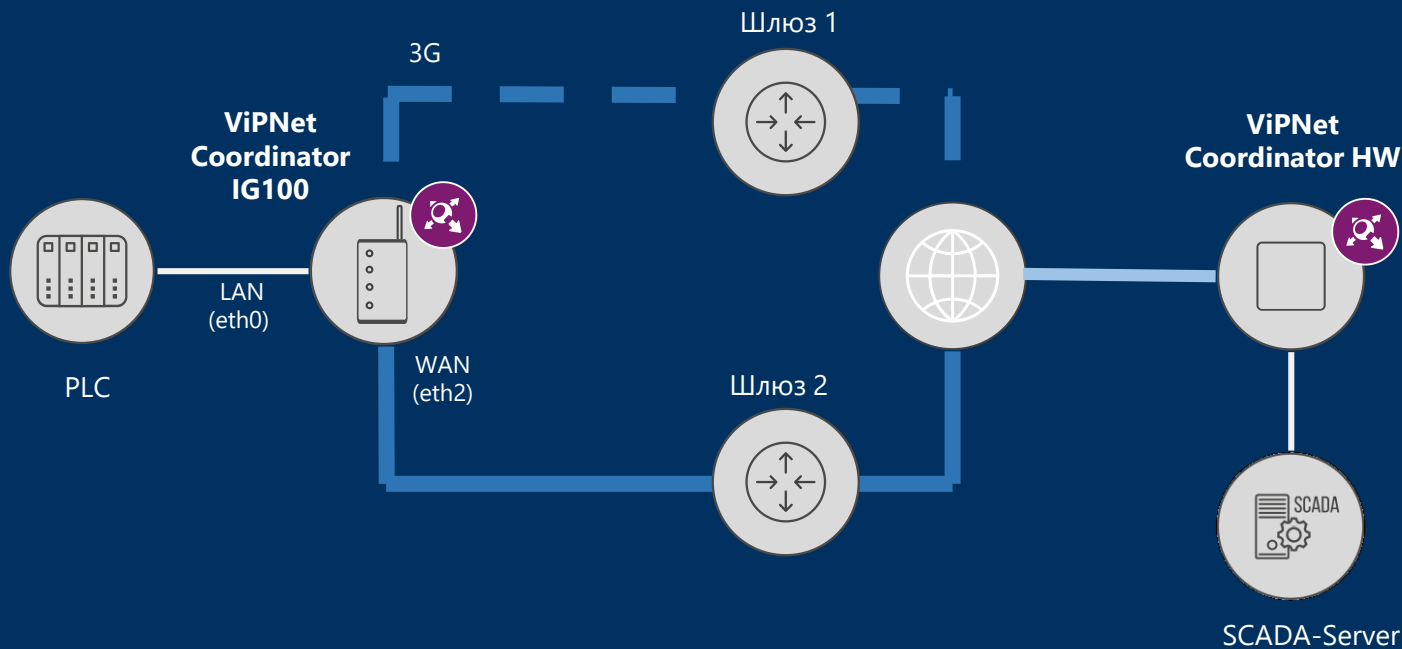 Шлюз 1
3G
ViPNet
Coordinator
IG100
ViPNet
Coordinator HW
LAN
(eth0)
WAN
(eth2)
PLC
Шлюз 2
SCADA
SCADA-Server